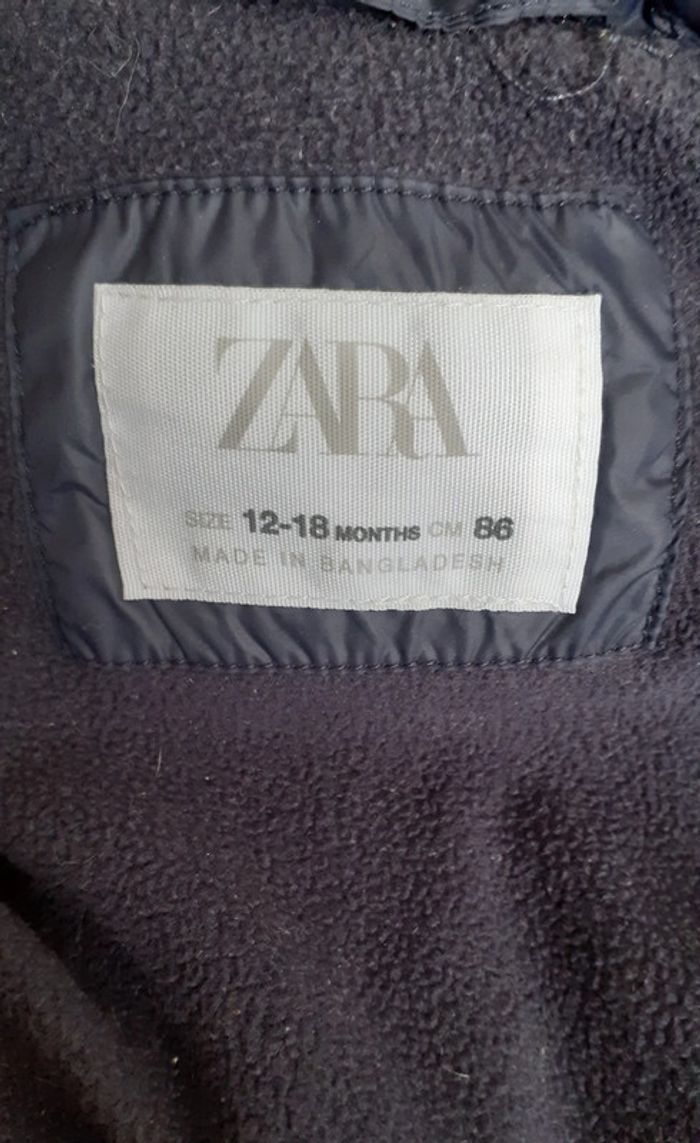 ZARA
SIZE 12-18 MONTHS CM 86
MADE IN BANGLADESH